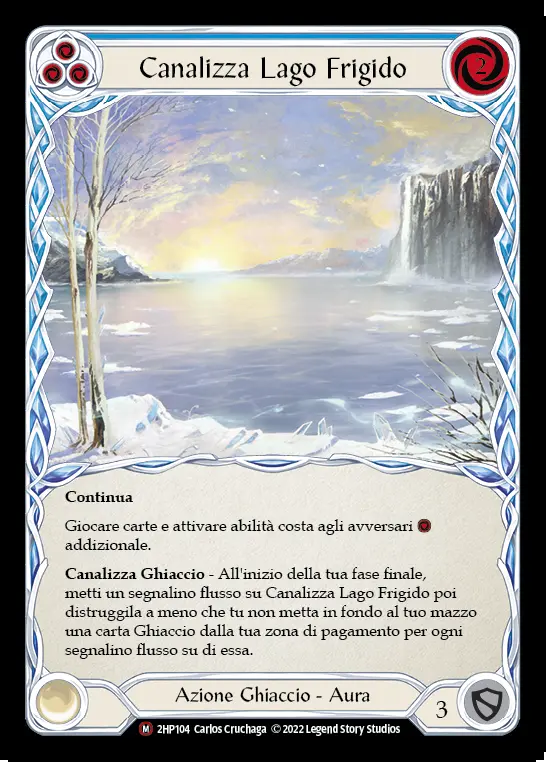 Canalizza Lago Frigido
2
Continua
Giocare carte e attivare abilità costa agli avversari
addizionale.
Canalizza Ghiaccio - All'inizio della tua fase finale,
metti un segnalino flusso su Canalizza Lago Frigido poi
distruggila a meno che tu non metta in fondo al tuo mazzo
una carta Ghiaccio dalla tua zona di pagamento per ogni
segnalino flusso su di essa.
Azione Ghiaccio - Aura
3
M 2HP104 Carlos Cruchaga © 2022 Legend Story Studios